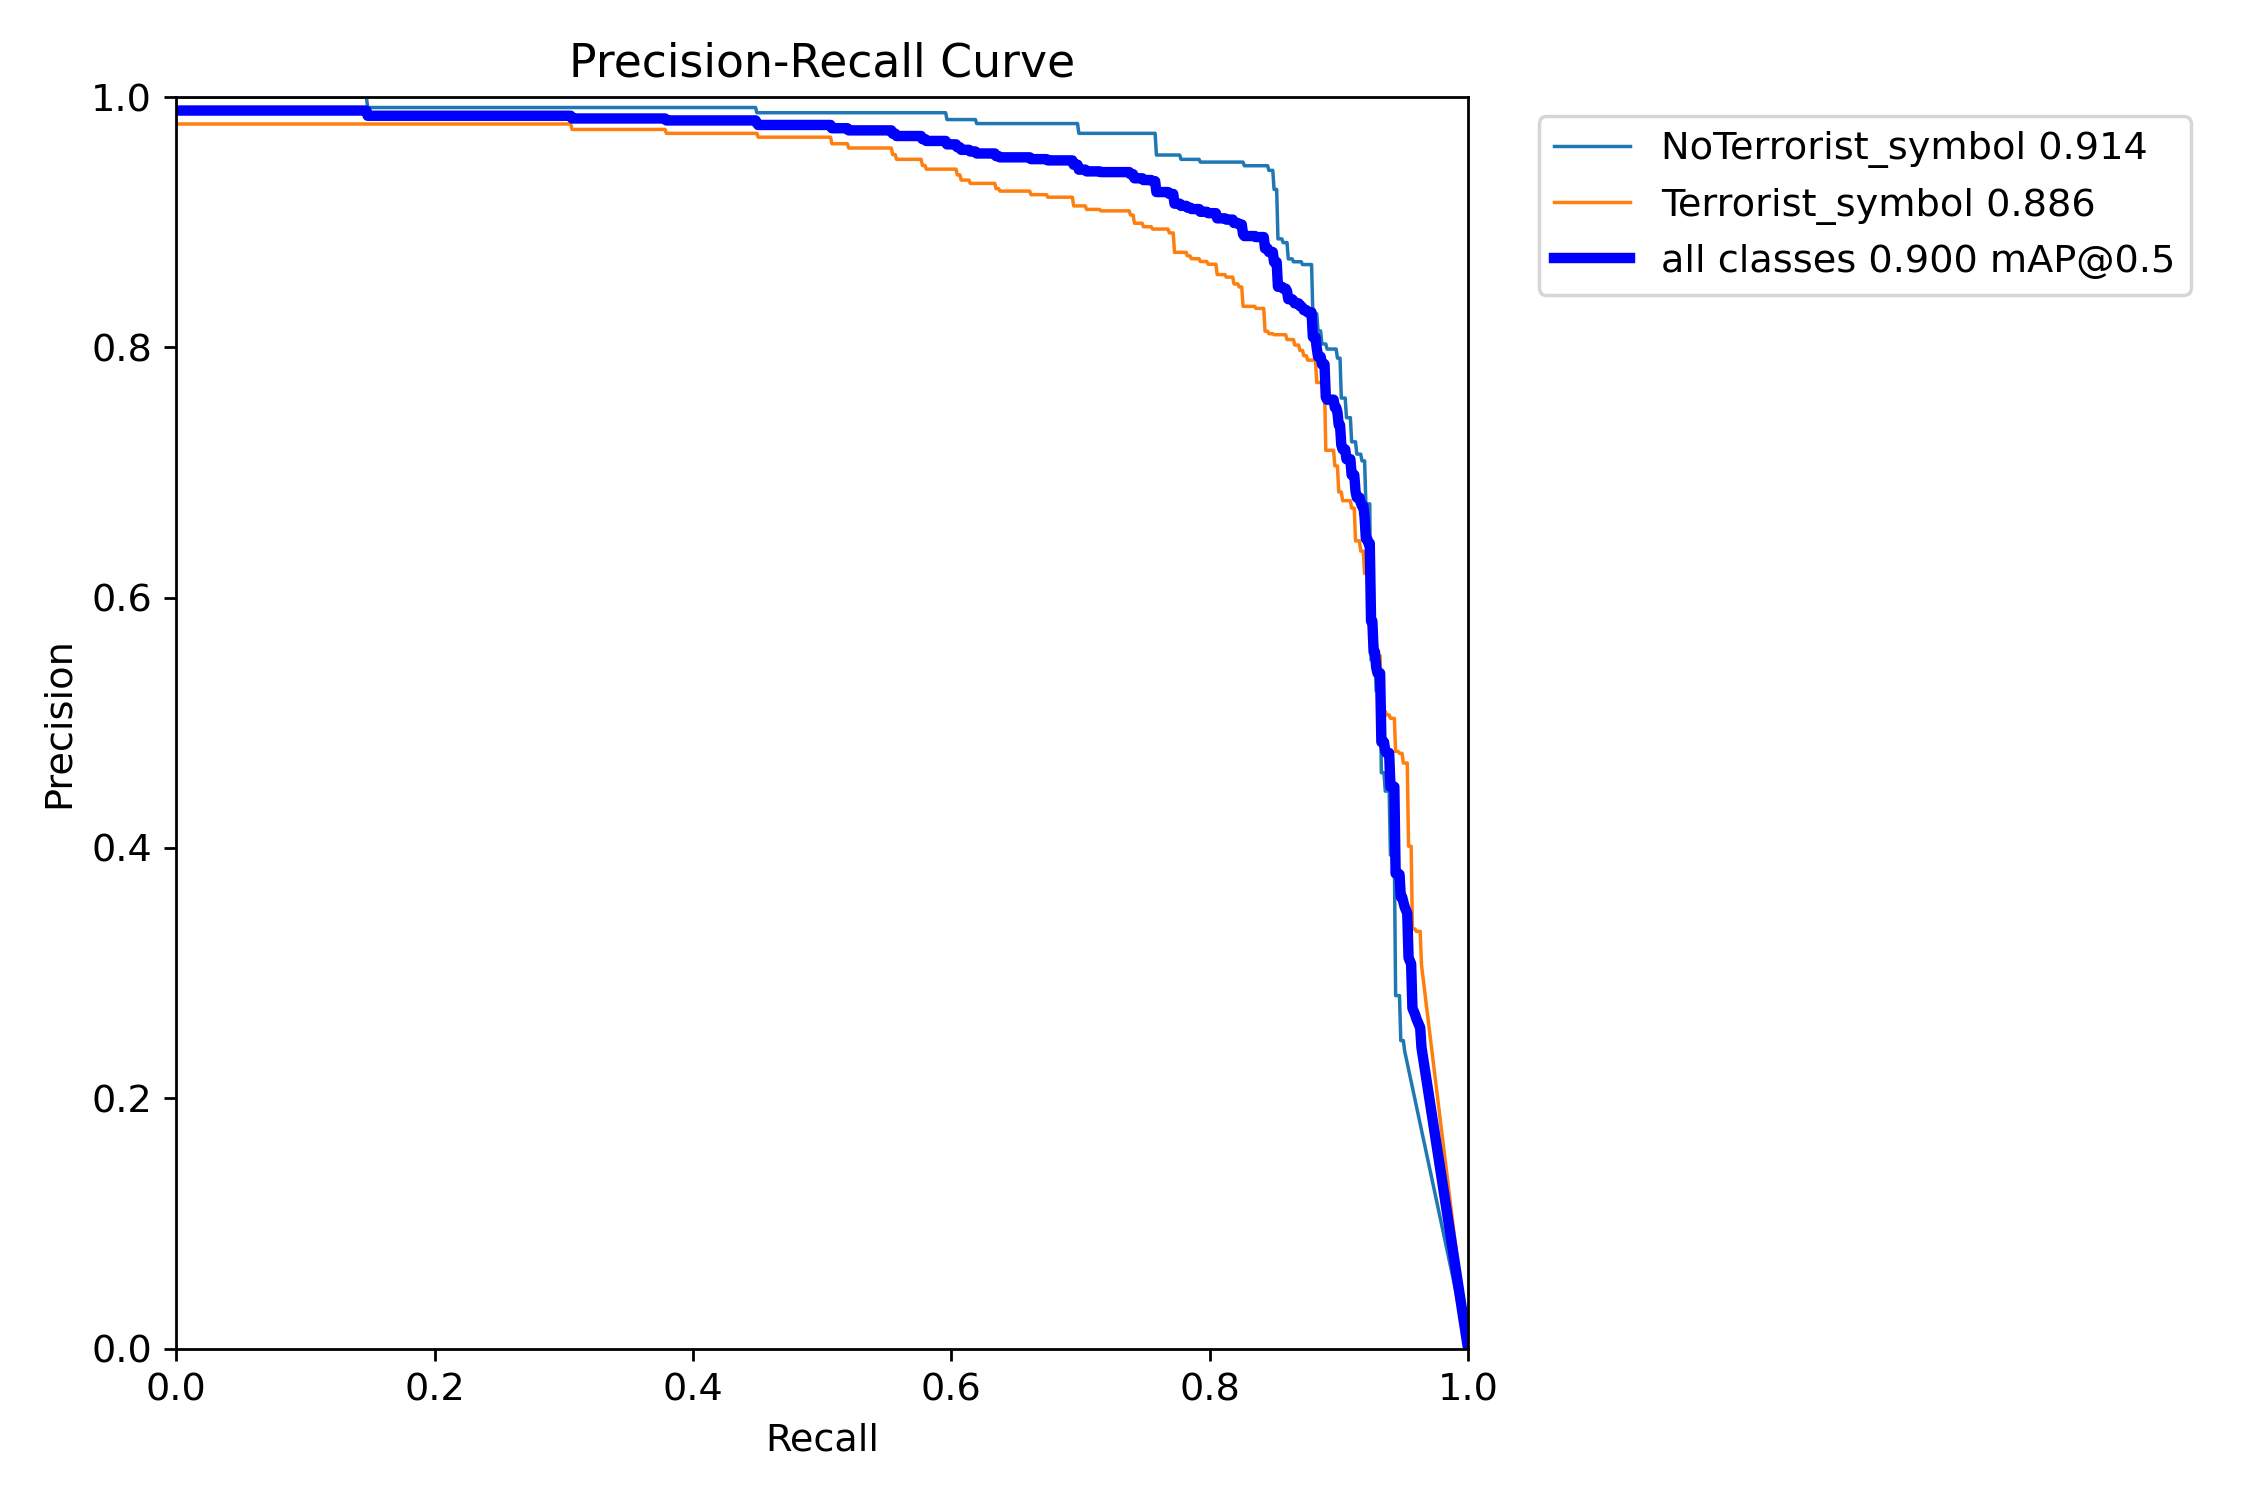 Precision-Recall Curve
1.0
0.8
0.6
0.4
0.2
0.0
Precision
0.0 0.2 0.4 0.6 0.8 1.0
Recall
NoTerrorist_symbol 0.914
Terrorist_symbol 0.886
all classes 0.900 mAP@0.5